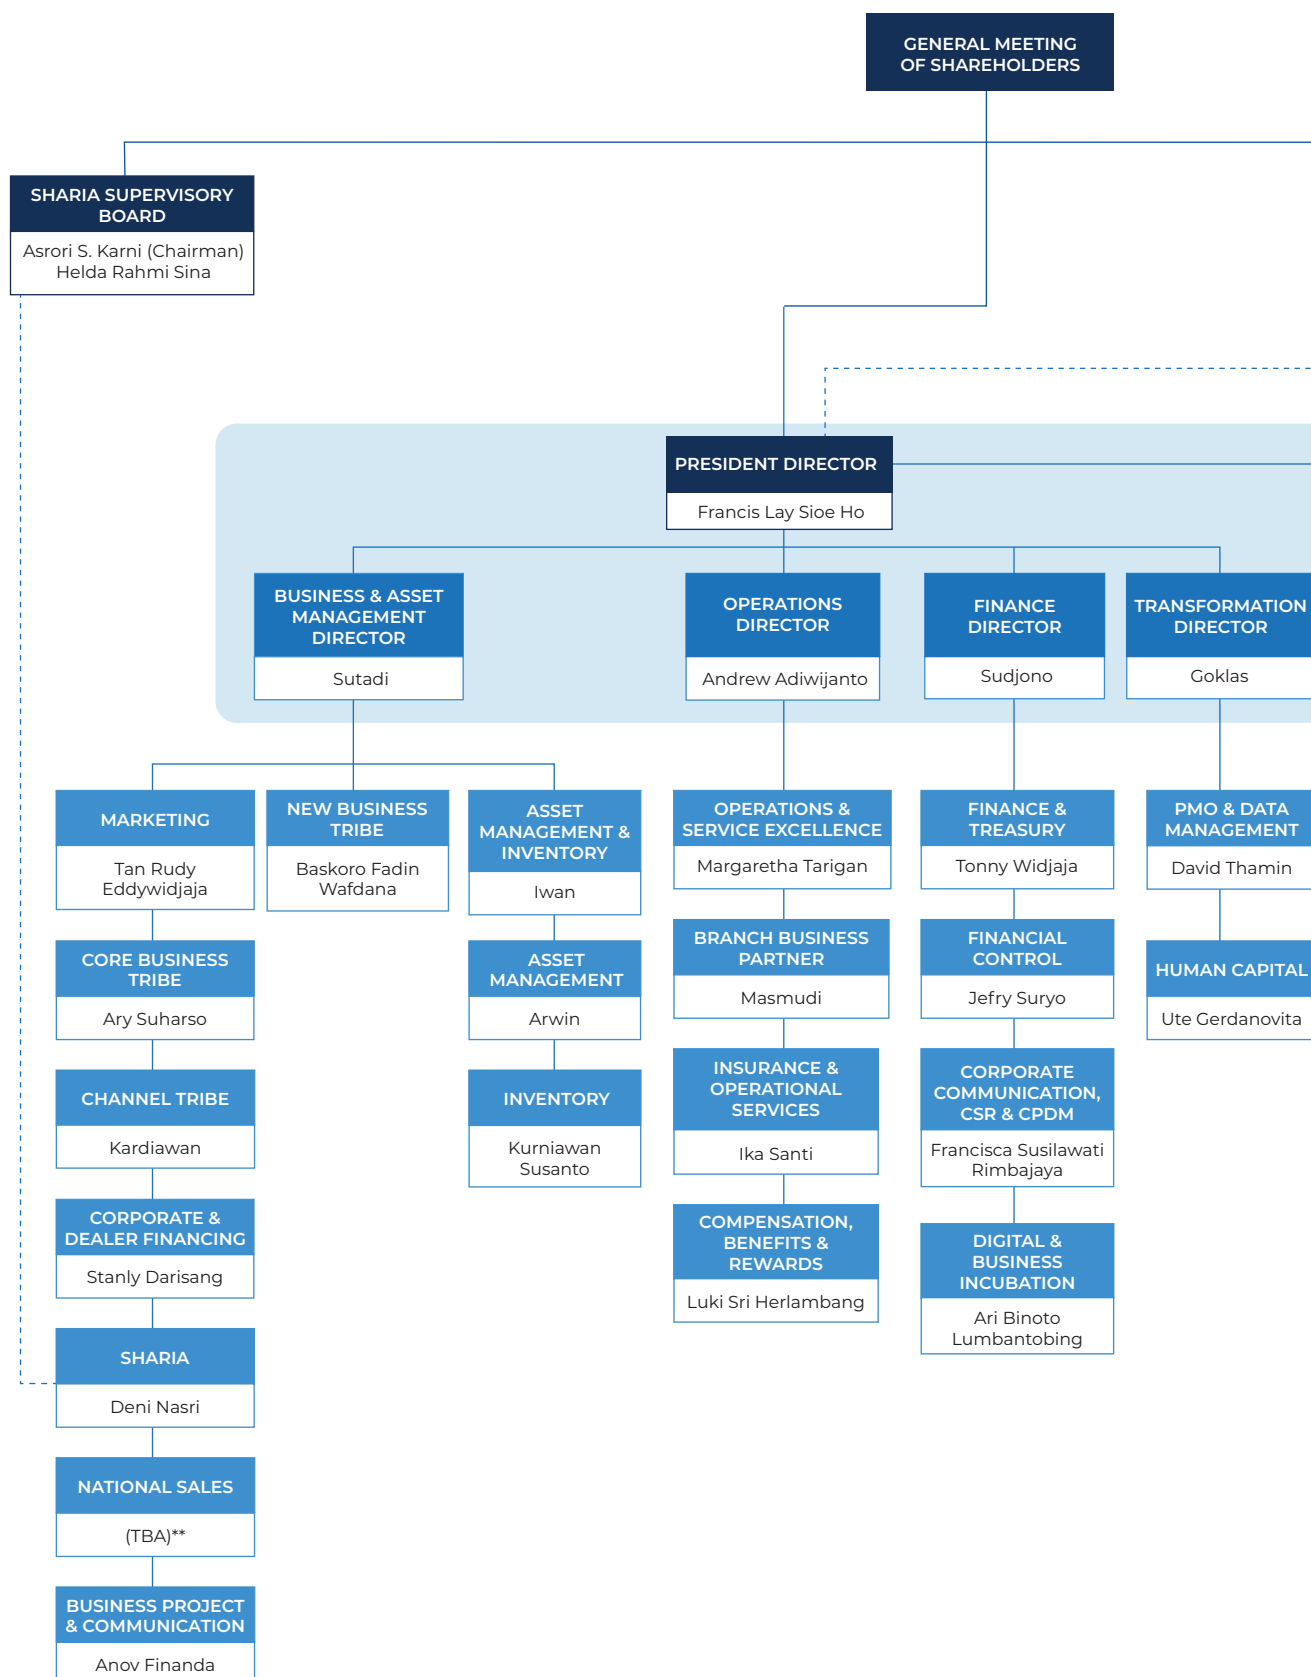 GENERAL MEETING
OF SHAREHOLDERS
SHARIA SUPERVISORY
BOARD
Asrori S. Karni (Chairman)
Helda Rahmi Sina
PRESIDENT DIRECTOR
Francis Lay Sioe Ho
BUSINESS & ASSET
MANAGEMENT
DIRECTOR
Sutadi
OPERATIONS
DIRECTOR
Andrew Adiwijanto
FINANCE
DIRECTOR
Sudjono
TRANSFORMATION
DIRECTOR
Goklas
MARKETING
Tan Rudy
Eddywidjaja
CORE BUSINESS
TRIBE
Ary Suharso
CHANNEL TRIBE
Kardiawan
CORPORATE &
DEALER FINANCING
Stanly Darisang
SHARIA
Deni Nasri
NATIONAL SALES
(TBA)**
BUSINESS PROJECT
& COMMUNICATION
Anov Finanda
NEW BUSINESS
TRIBE
Baskoro Fadin
Wafdana
ASSET
MANAGEMENT &
INVENTORY
Iwan
ASSET
MANAGEMENT
Arwin
INVENTORY
Kurniawan
Susanto
OPERATIONS &
SERVICE EXCELLENCE
Margaretha Tarigan
BRANCH BUSINESS
PARTNER
Masmudi
INSURANCE &
OPERATIONAL
SERVICES
Ika Santi
COMPENSATION,
BENEFITS &
REWARDS
Luki Sri Herlambang
FINANCE &
TREASURY
Tonny Widjaja
FINANCIAL
CONTROL
Jefry Suryo
CORPORATE
COMMUNICATION,
CSR & CPDM
Francisca Susilawati
Rimbajaya
DIGITAL &
BUSINESS
INCUBATION
Ari Binoto
Lumbantobing
PMO & DATA
MANAGEMENT
David Thamin
HUMAN CAPITAL
Ute Gerdanovita